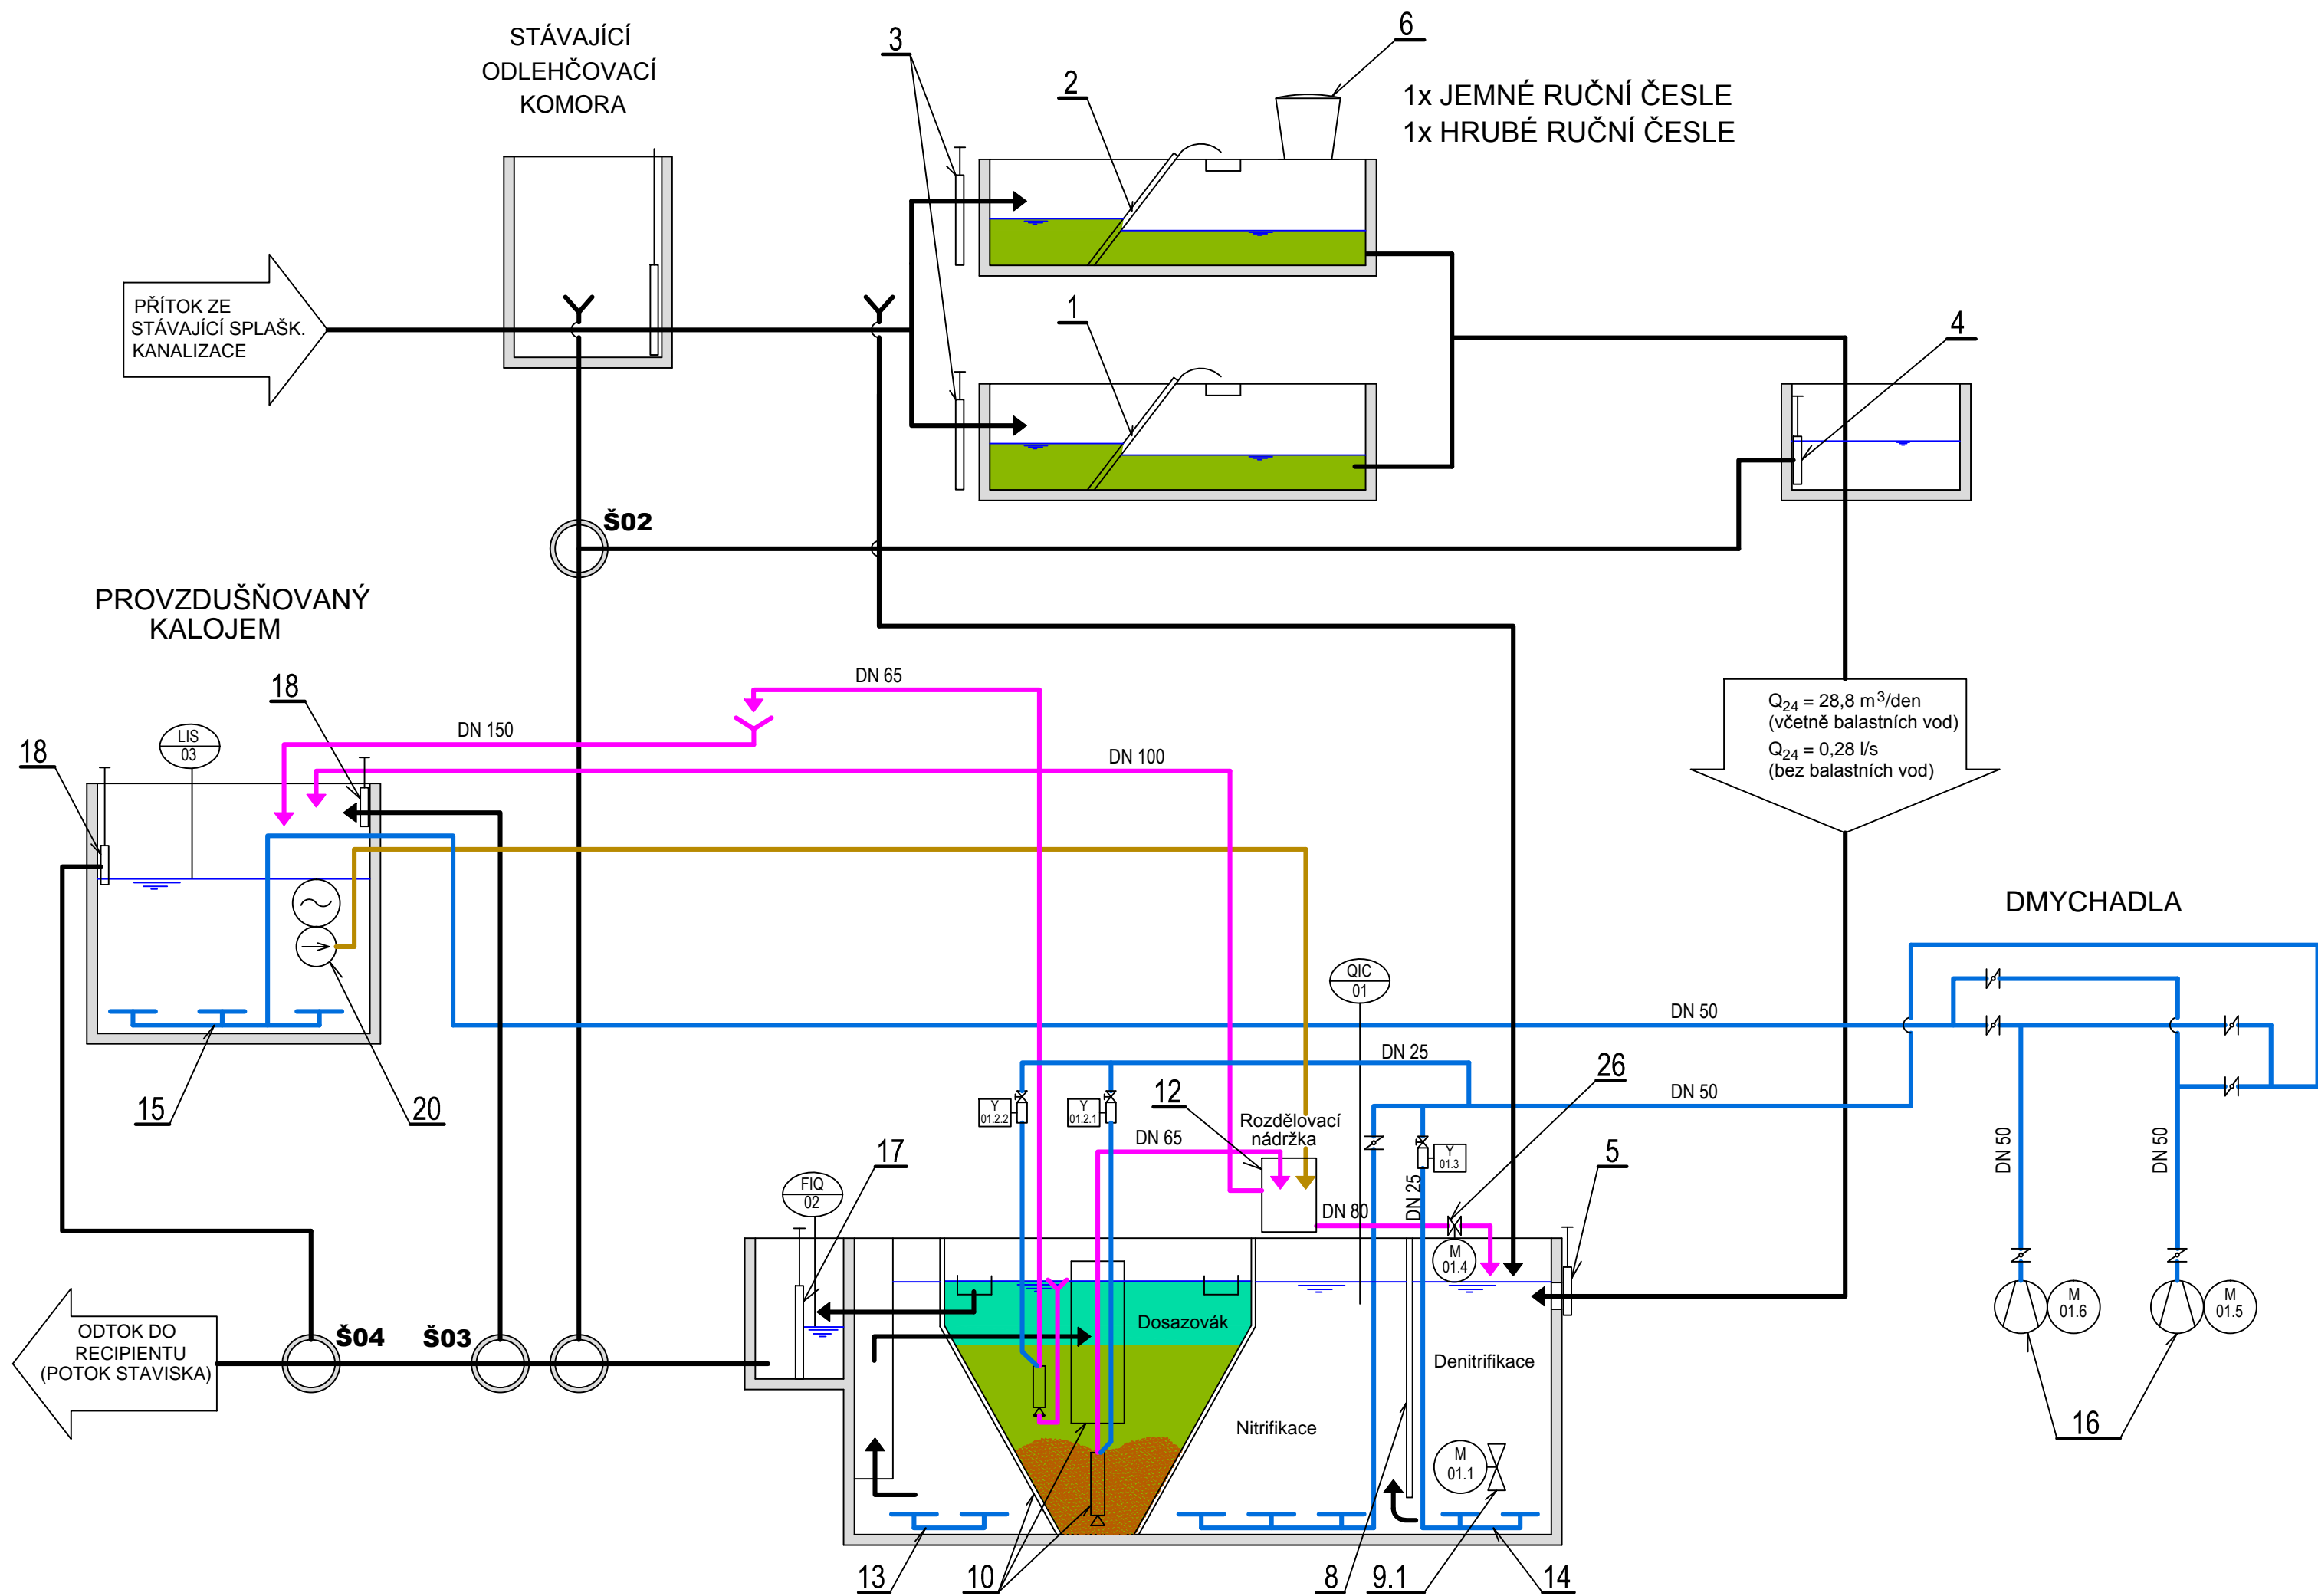 STÁVAJÍCÍ
ODLEHČOVACÍ
KOMORA
3
2
6
1x JEMNÉ RUČNÍ ČESLE
1x HRUBÉ RUČNÍ ČESLE
PŘÍTOK ZE
STÁVAJÍCÍ SPLAŠK.
KANALIZACE
1
4
Š02
PROVZDUŠŇOVANÝ
KALOJEM
18
18
LIS
03
DN 150
DN 65
DN 100
Q24 = 28,8 m3/den
(včetně balastních vod)
Q24 = 0,28 l/s
(bez balastních vod)
DMYCHADLA
QIC
01
DN 50
DN 25
DN 50
15
20
Y
01.2.2
Y
01.2.1
12
Rozdělovací
nádržka
26
DN 65
17
FIQ
02
Y
01.3
5
DN 50
DN 50
DN 25
DN 80
M
01.4
M
01.6
M
01.5
ODTOK DO
RECIPIENTU
(POTOK STAVISKA)
Š04
Š03
Dosazovák
Denitrifikace
Nitrifikace
M
01.1
16
13
10
8
9.1
14